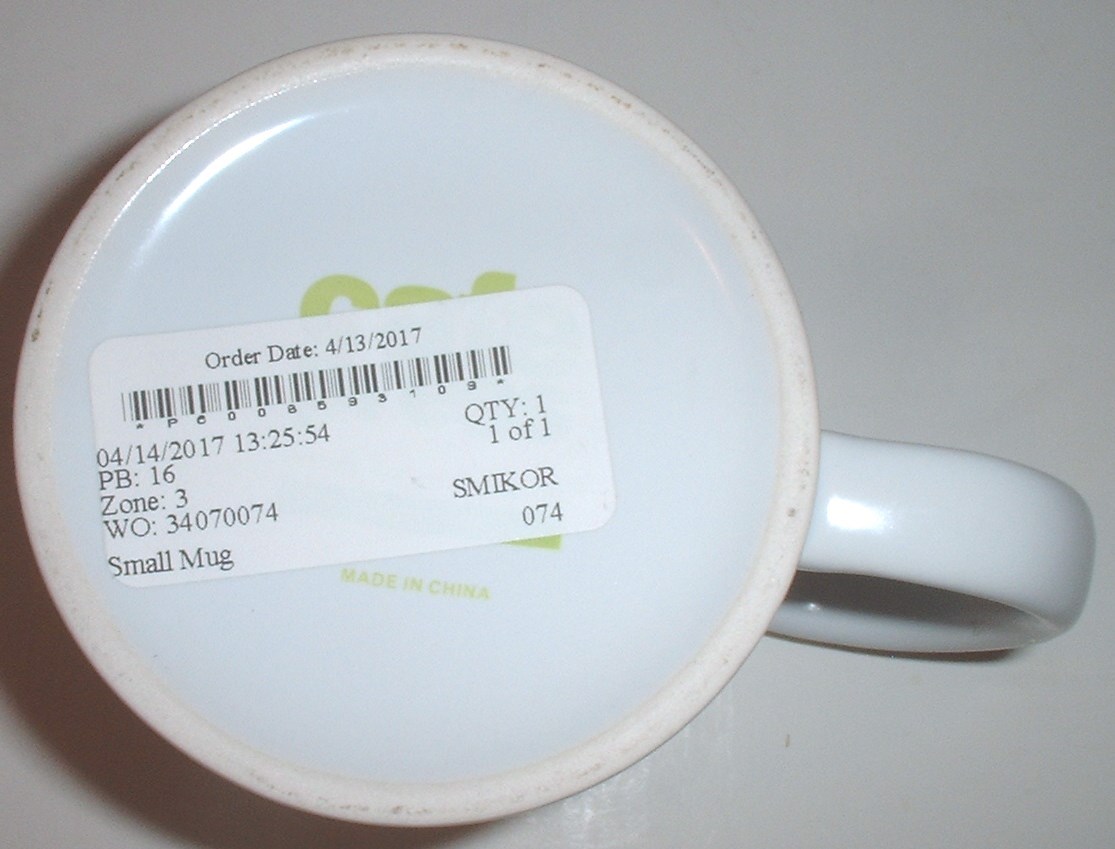 Order Date: 4/13/2017
*PC008593109*
04/14/2017 13:25:54
QTY: 1
1 of 1
PB: 16
Zone: 3
SMIKOR
WO: 34070074
074
Small Mug
MADE IN CHINA